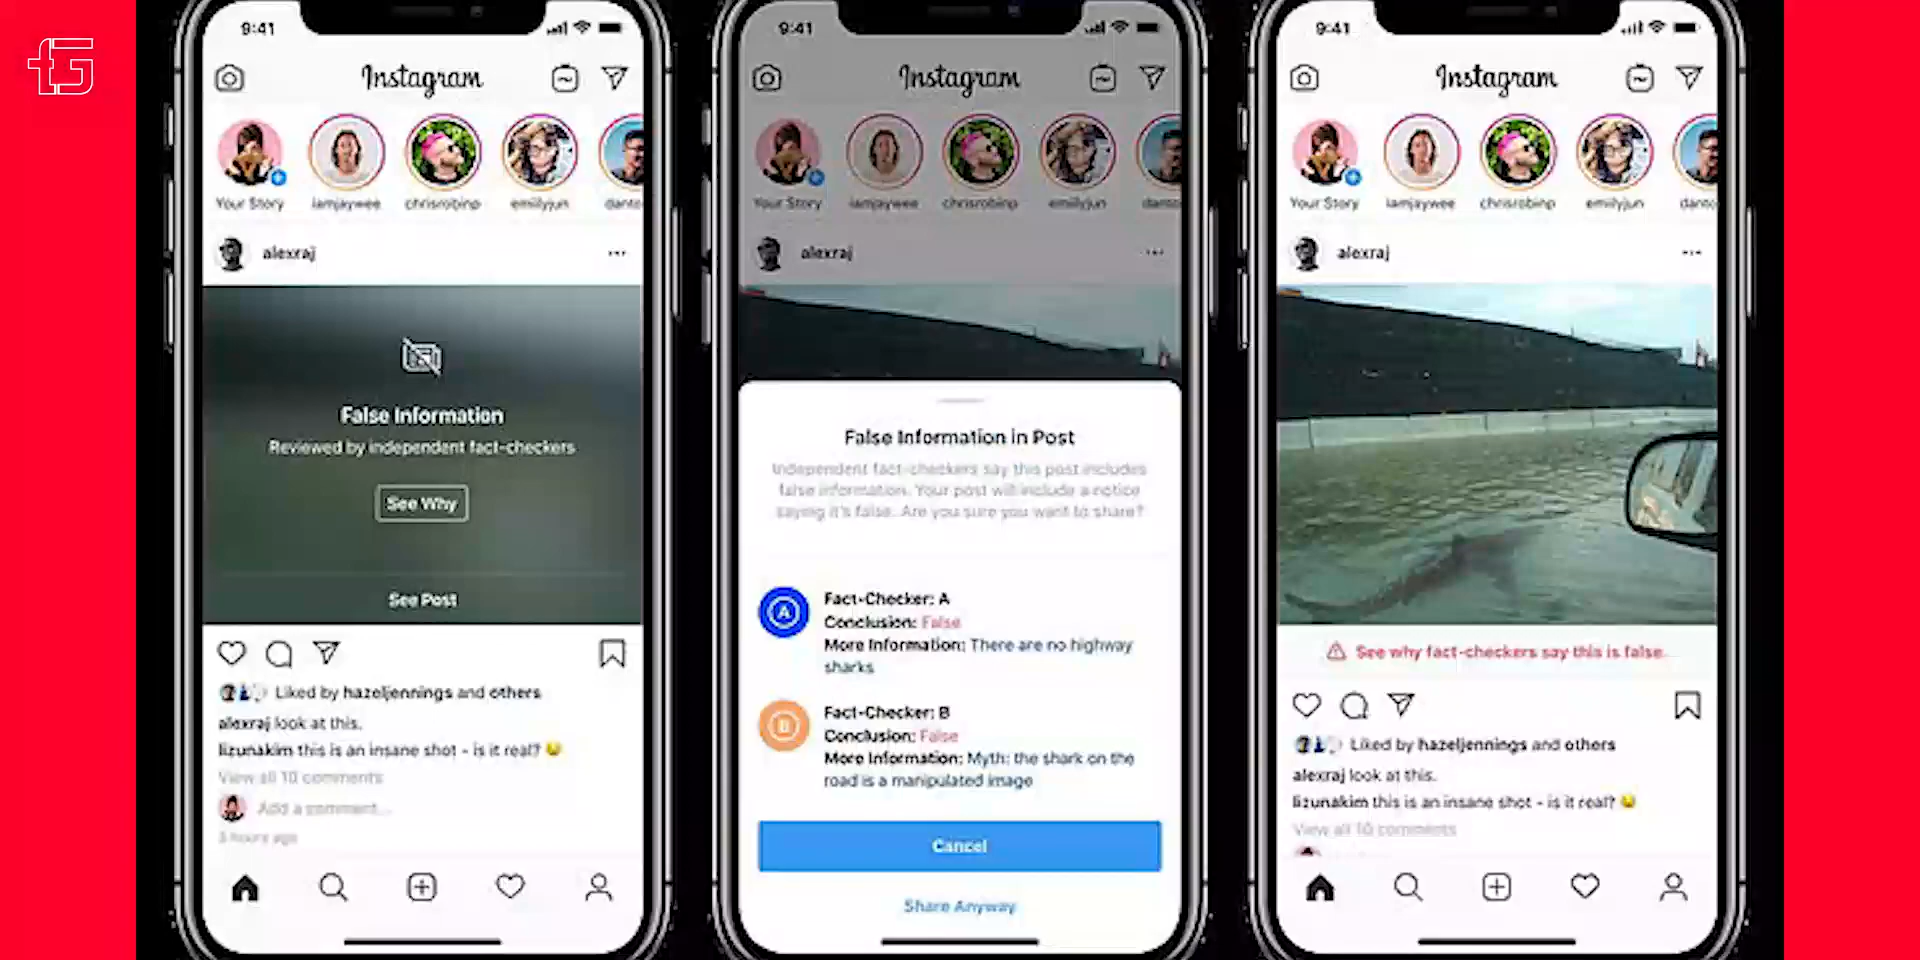 fG
9:41
Instagram
Your Story
iamjaywee
chrisrobinp
emiilyjun
danto
alexraj
False Information
Reviewed by independent fact-checkers
See Why
See Post
Liked by hazeljennings and others
alexraj look at this.
lizunakim this is an insane shot - is it real? 😉
View all 10 comments
Add a comment...
3 hours ago
9:41
Instagram
Your Story
iamjaywee
chrisrobinp
emiilyjun
danto
alexraj
False Information in Post
Independent fact-checkers say this post includes
false information. Your post will include a notice
saying it's false. Are you sure you want to share?
A
Fact-Checker: A
Conclusion: False
More Information: There are no highway
sharks
B
Fact-Checker: B
Conclusion: False
More Information: Myth: the shark on the
road is a manipulated image
Cancel
Share Anyway
9:41
Instagram
Your Story
iamjaywee
chrisrobinp
emiilyjun
danto
alexraj
See why fact-checkers say this is false.
Liked by hazeljennings and others
alexraj look at this.
lizunakim this is an insane shot - is it real? 😉
View all 10 comments